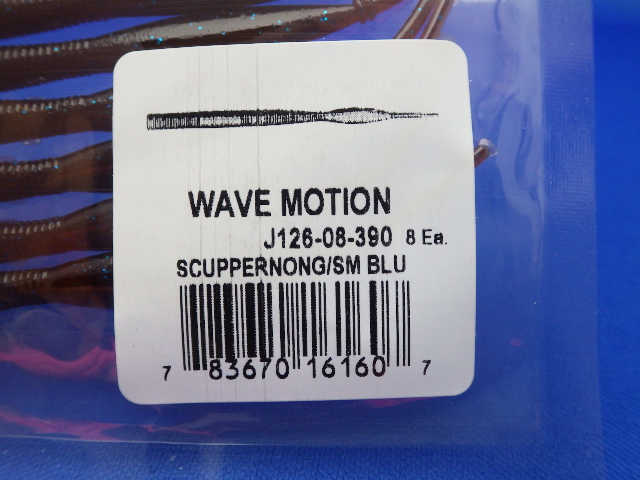 WAVE MOTION
J126-08-390 8 Ea.
SCUPPERNONG/SM BLU
7 83670 16160 7